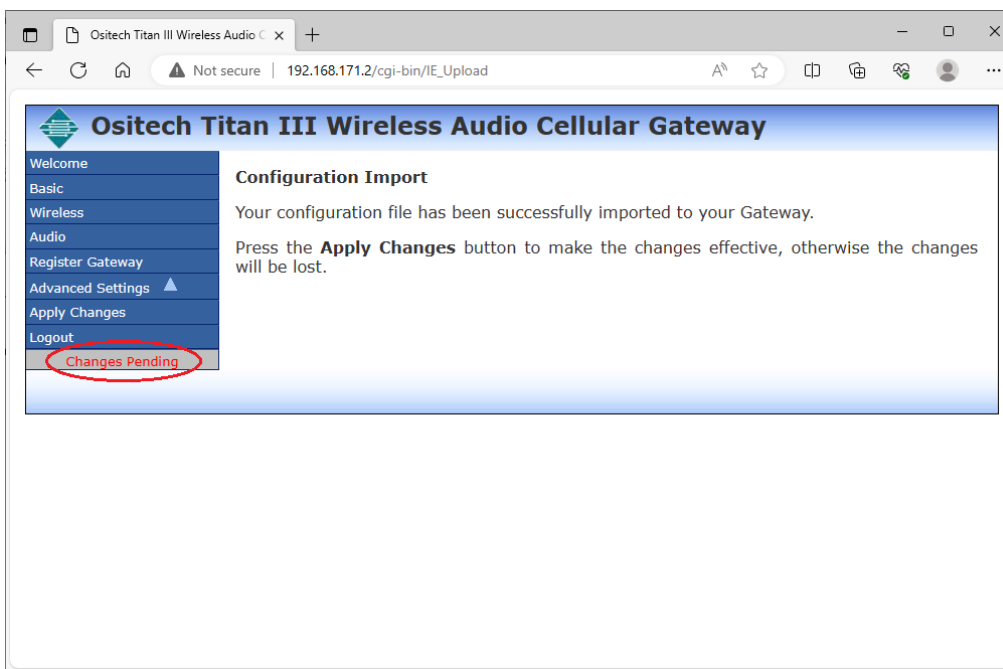 Ositech Titan III Wireless Audio C
Not secure
192.168.171.2/cgi-bin/IE_Upload
Ositech Titan III Wireless Audio Cellular Gateway
Welcome
Basic
Wireless
Audio
Register Gateway
Advanced Settings
Apply Changes
Logout
Changes Pending
Configuration Import
Your configuration file has been successfully imported to your Gateway.
Press the Apply Changes button to make the changes effective, otherwise the changes
will be lost.